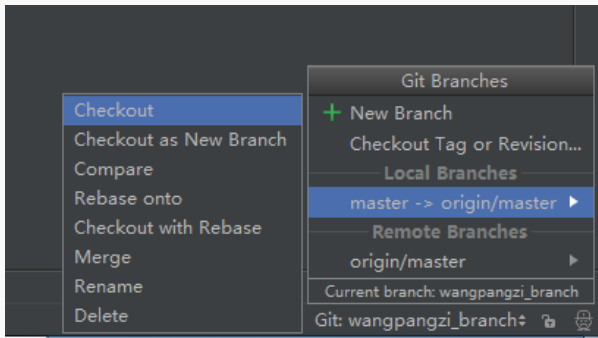 Git Branches
New Branch
Checkout Tag or Revision...
Local Branches
master -> origin/master
Remote Branches
origin/master
Current branch: wangpangzi_branch
Git: wangpangzi_branch
Checkout
Checkout as New Branch
Compare
Rebase onto
Checkout with Rebase
Merge
Rename
Delete